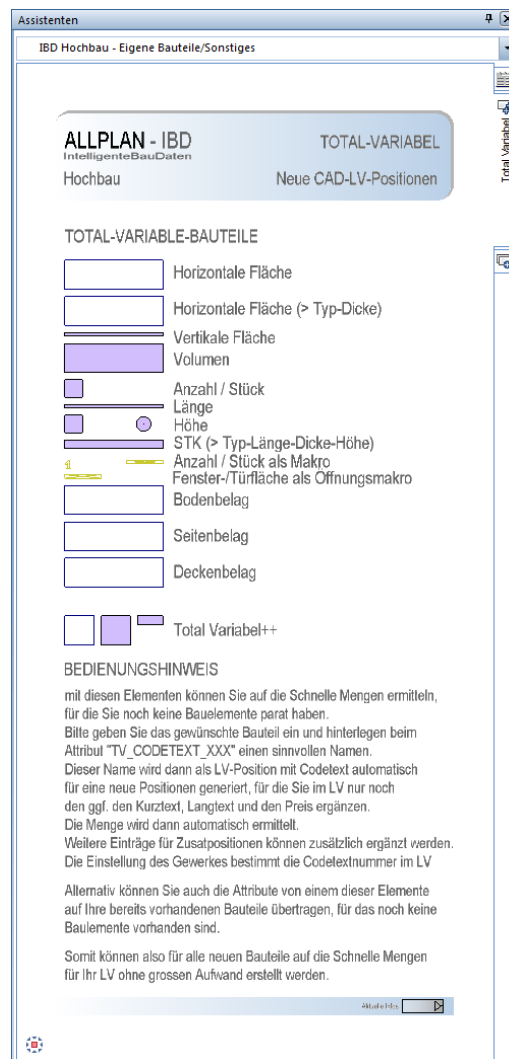 Assistenten
IBD Hochbau - Eigene Bauteile/Sonstiges
Total Variabel
ALLPLAN - IBD
IntelligenteBauDaten
TOTAL-VARIABEL
Hochbau
Neue CAD-LV-Positionen
TOTAL-VARIABLE-BAUTEILE
Horizontale Fläche
Horizontale Fläche (> Typ-Dicke)
Vertikale Fläche
Volumen
Anzahl / Stück
Länge
Höhe
STK (> Typ-Länge-Dicke-Höhe)
1
Anzahl / Stück als Makro
Fenster-/Türfläche als Öffnungsmakro
Bodenbelag
Seitenbelag
Deckenbelag
Total Variabel++
BEDIENUNGSHINWEIS
mit diesen Elementen können Sie auf die Schnelle Mengen ermitteln,
für die Sie noch keine Bauelemente parat haben.
Bitte geben Sie das gewünschte Bauteil ein und hinterlegen beim
Attribut "TV_CODETEXT_XXX" einen sinnvollen Namen.
Dieser Name wird dann als LV-Position mit Codetext automatisch
für eine neue Positionen generiert, für die Sie im LV nur noch
den ggf. den Kurztext, Langtext und den Preis ergänzen.
Die Menge wird dann automatisch ermittelt.
Weitere Einträge für Zusatpositionen können zusätzlich ergänzt werden.
Die Einstellung des Gewerkes bestimmt die Codetextnummer im LV
Alternativ können Sie auch die Attribute von einem dieser Elemente
auf Ihre bereits vorhandenen Bauteile übertragen, für das noch keine
Baulemente vorhanden sind.
Somit können also für alle neuen Bauteile auf die Schnelle Mengen
für Ihr LV ohne grossen Aufwand erstellt werden.
Aktuelle Infos